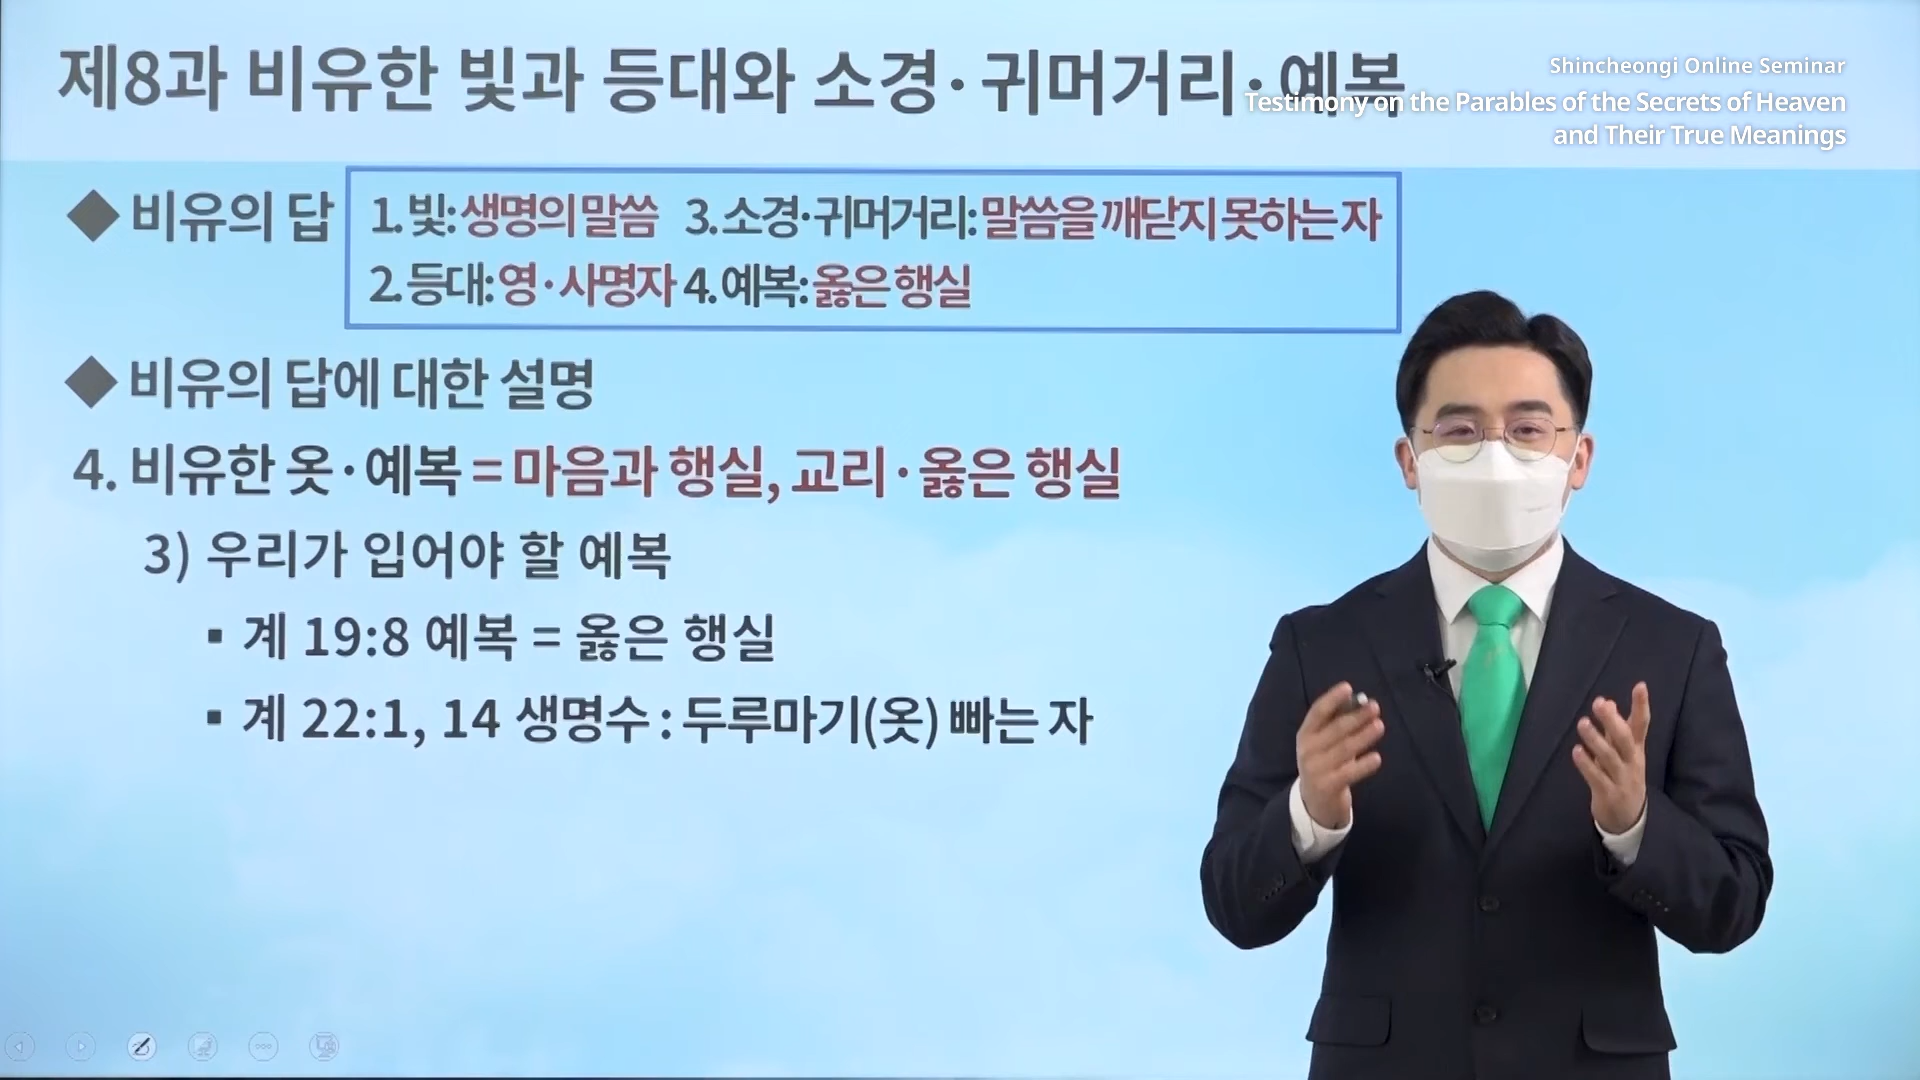 제8과 비유한 빛과 등대와 소경·귀머거리·예복
Shincheongi Online Seminar
Testimony on the Parables of the Secrets of Heaven
and Their True Meanings
◆ 비유의 답
1. 빛: 생명의 말씀 3. 소경·귀머거리: 말씀을 깨닫지 못하는 자
2. 등대: 영·사명자 4. 예복: 옳은 행실
◆ 비유의 답에 대한 설명
4. 비유한 옷·예복 = 마음과 행실, 교리·옳은 행실
3) 우리가 입어야 할 예복
▪ 계 19:8 예복 = 옳은 행실
▪ 계 22:1, 14 생명수 : 두루마기(옷) 빠는 자